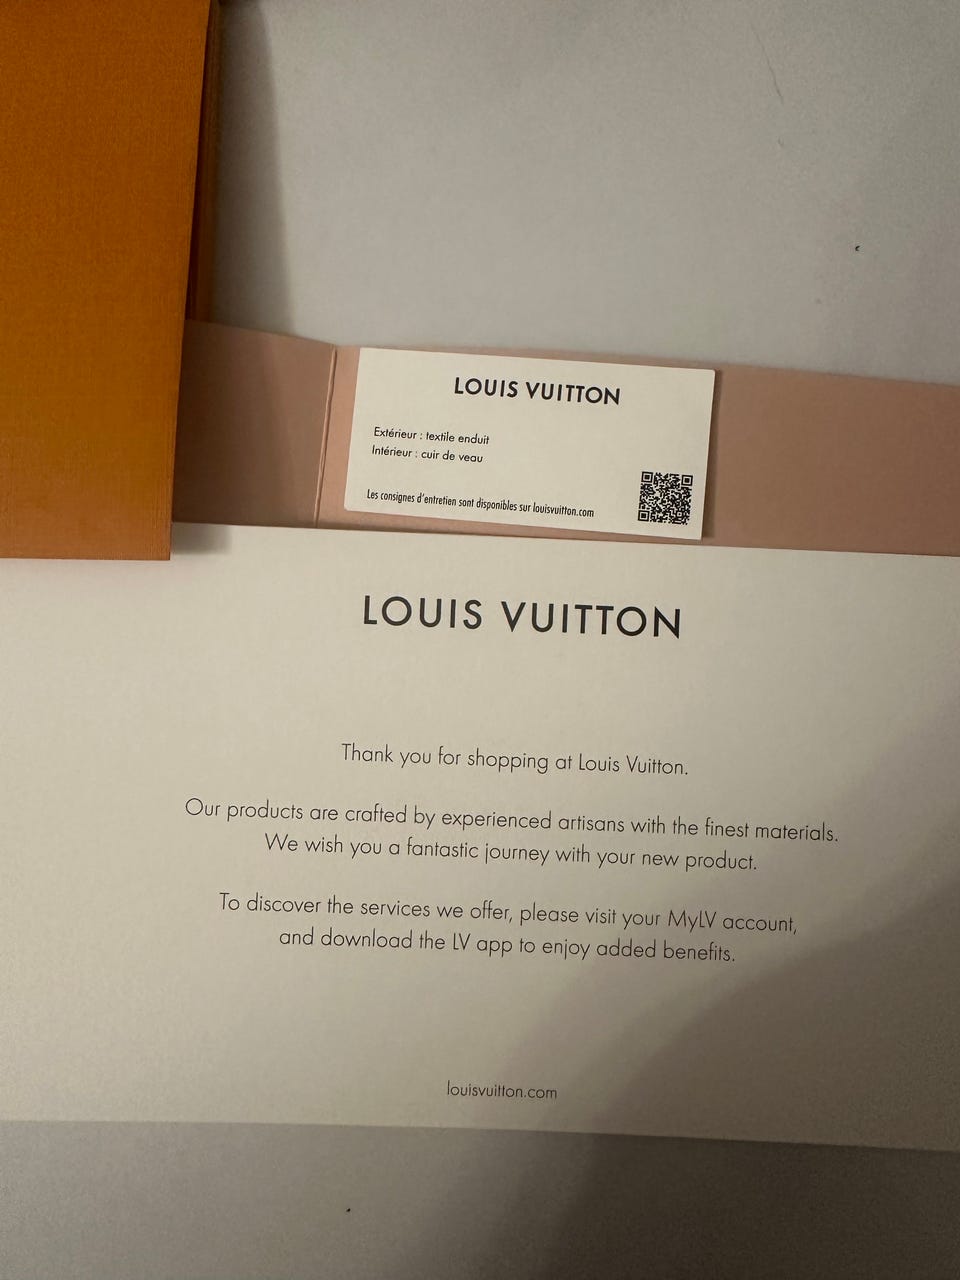 LOUIS VUITTON
Extérieur : textile enduit
Intérieur : cuir de veau
Les consignes d'entretien sont disponibles sur louisvuitton.com
LOUIS VUITTON
Thank you for shopping at Louis Vuitton.
Our products are crafted by experienced artisans with the finest materials.
We wish you a fantastic journey with your new product.
To discover the services we offer, please visit your MyLV account,
and download the LV app to enjoy added benefits.
louisvuitton.com